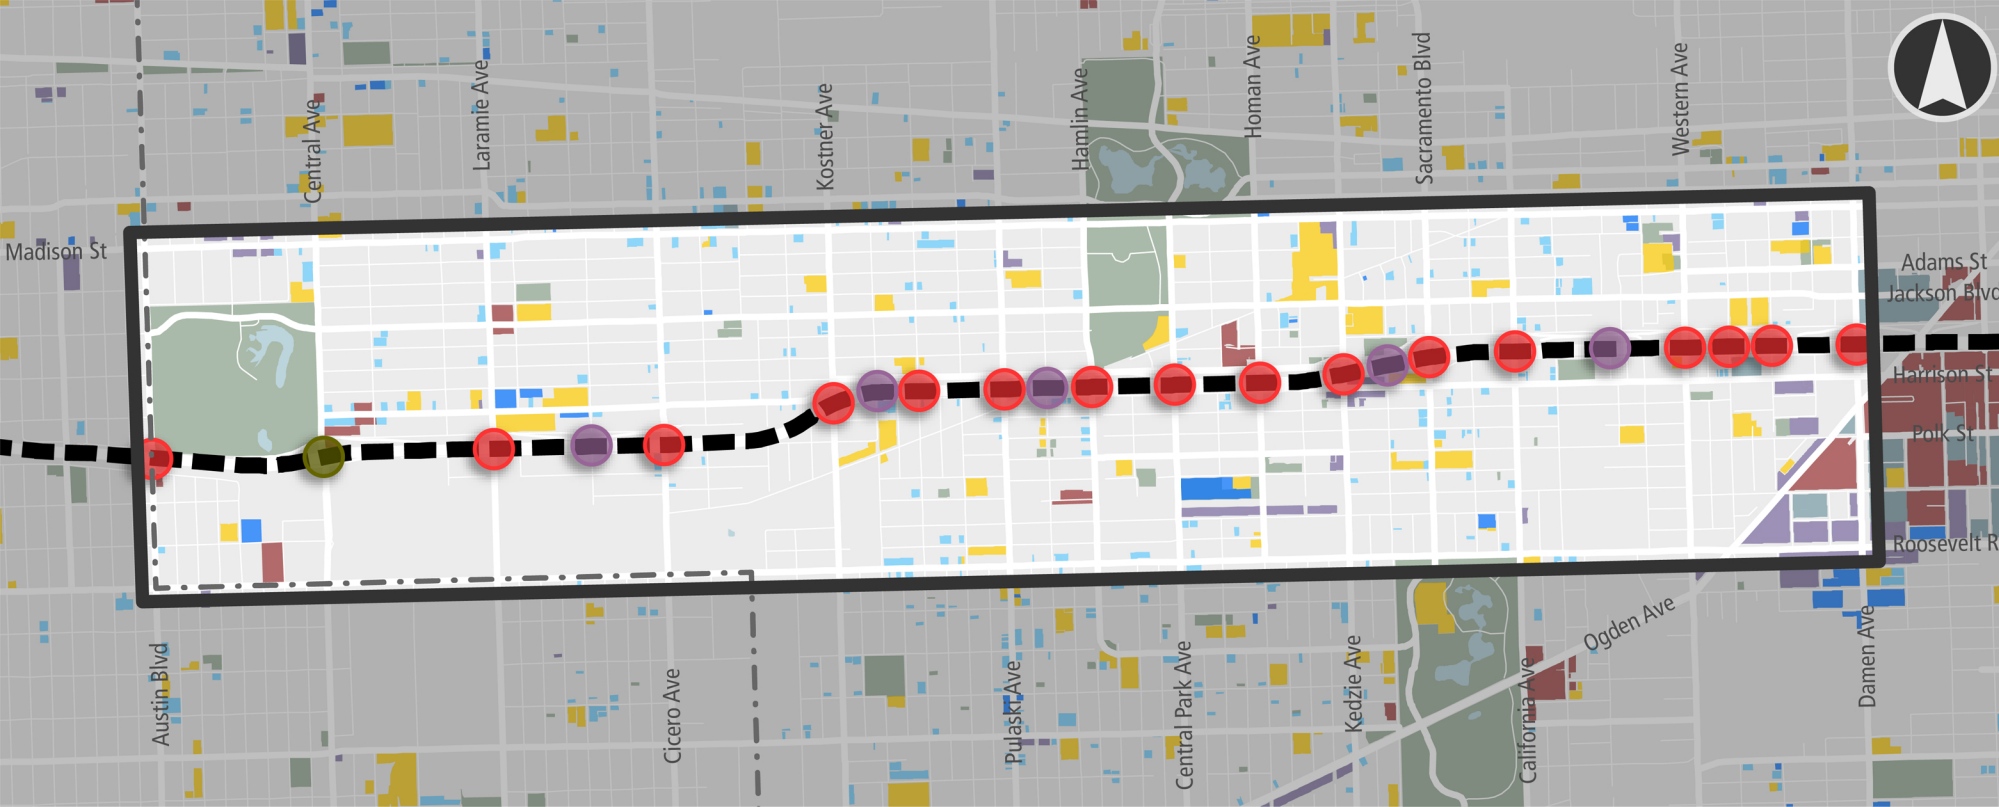 Central Ave
Laramie Ave
Kostner Ave
Hamlin Ave
Homan Ave
Sacramento Blvd
Western Ave
Madison St
Adams St
Jackson Blvd
Harrison St
Polk St
Roosevelt R
Austin Blvd
Cicero Ave
Pulaski Ave
Central Park Ave
Kedzie Ave
California Ave
Ogden Ave
Damen Ave